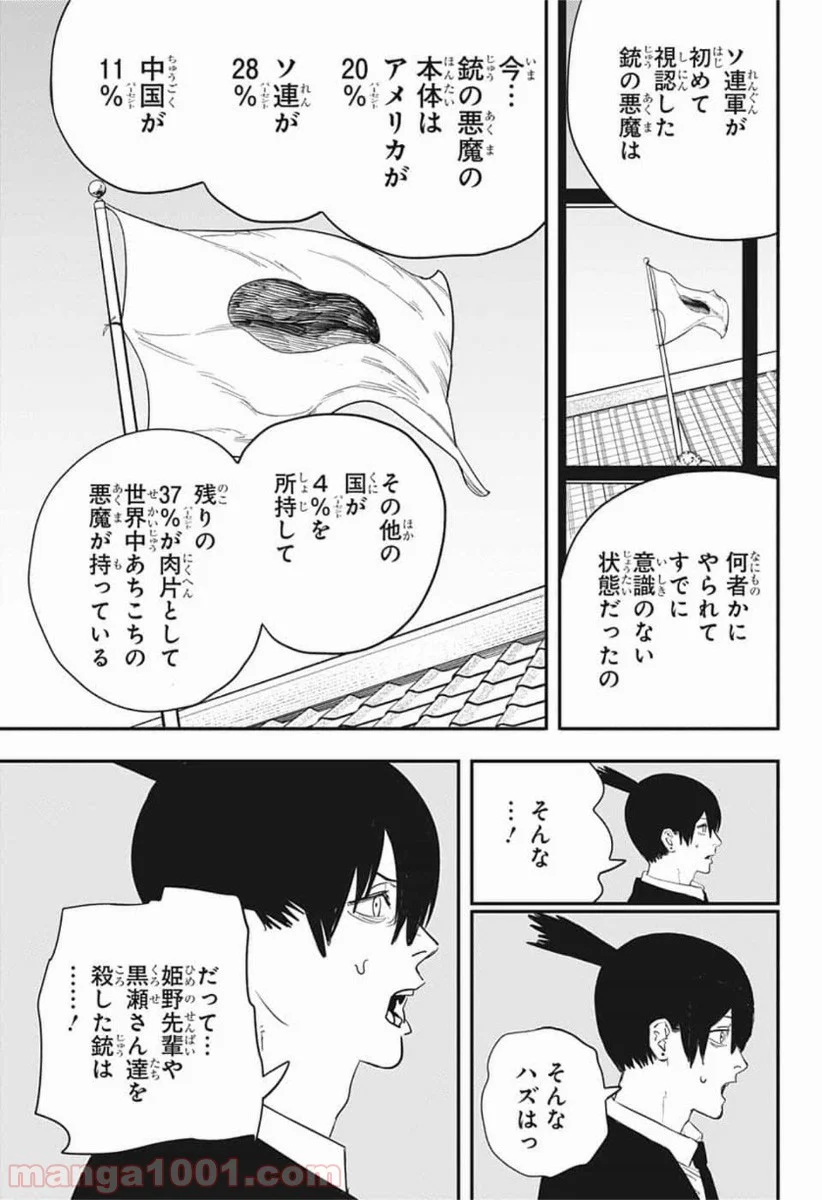 ソ連軍が
初めて
視認した
銃の悪魔は
何者かに
やられて
すでに
意識のない
状態だったの
今…
銃の悪魔の
本体は
アメリカが
20%
ソ連が
28%
中国が
11%
その他の
国が
4%を
所持して
残りの
37%が肉片として
世界中あちこちの
悪魔が持っている
そんな
…!
そんな
ハズはっ
だって…
姫野先輩や
黒瀬さん達を
殺した銃は
……!
manga1001.com